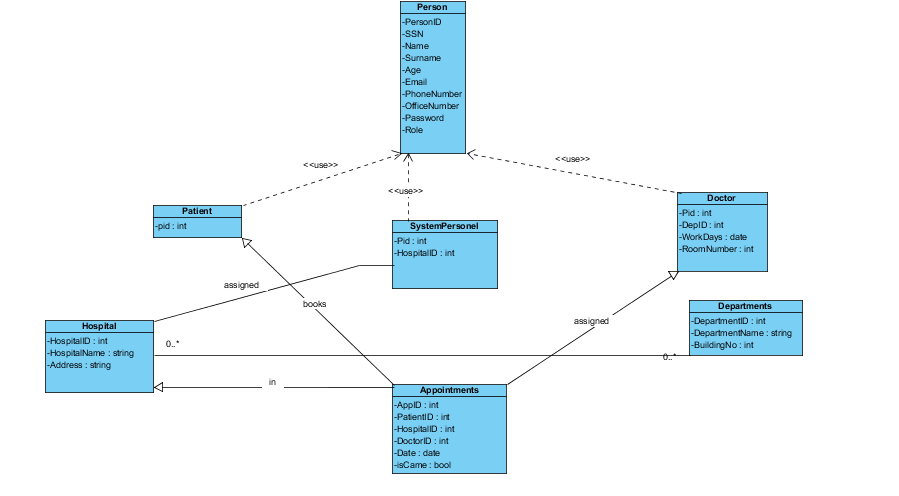 Person
-PersonID
-SSN
-Name
-Surname
-Age
-Email
-PhoneNumber
-OfficeNumber
-Password
-Role
<<use>>
<<use>>
<<use>>
Patient
-pid : int
SystemPersonel
-Pid : int
-HospitalID : int
Doctor
-Pid : int
-DepID : int
-WorkDays : date
-RoomNumber : int
assigned
books
assigned
Hospital
-HospitalID : int
-HospitalName : string
-Address : string
0..*
0..*
Departments
-DepartmentID : int
-DepartmentName : string
-BuildingNo : int
in
Appointments
-AppID : int
-PatientID : int
-HospitalID : int
-DoctorID : int
-Date : date
-isCame : bool